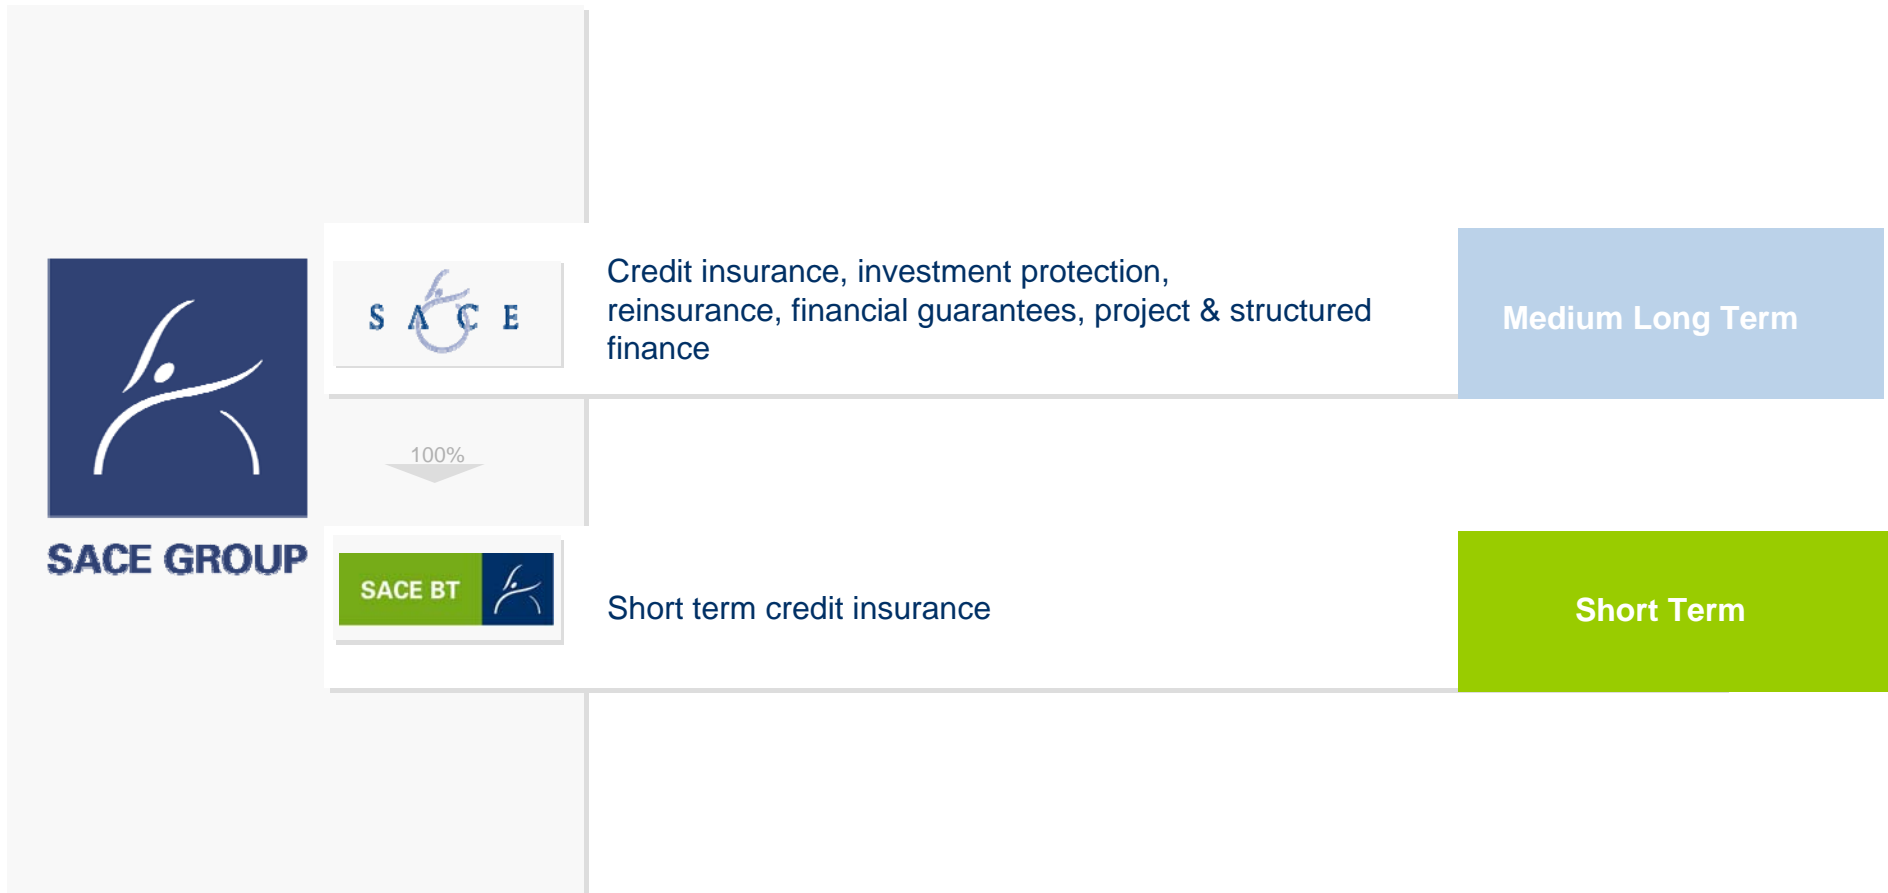 SACE
Credit insurance, investment protection,
reinsurance, financial guarantees, project & structured
finance
Medium Long Term
100%
SACE GROUP
SACE BT
Short term credit insurance
Short Term